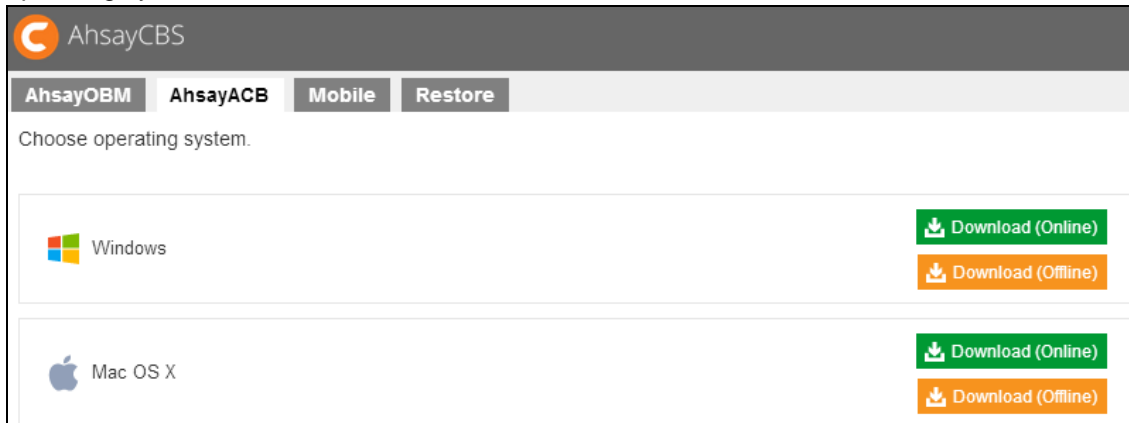 AhsayCBS
AhsayOBM AhsayACB Mobile Restore
Choose operating system.
Windows
Download (Online)
Download (Offline)
Mac OS X
Download (Online)
Download (Offline)